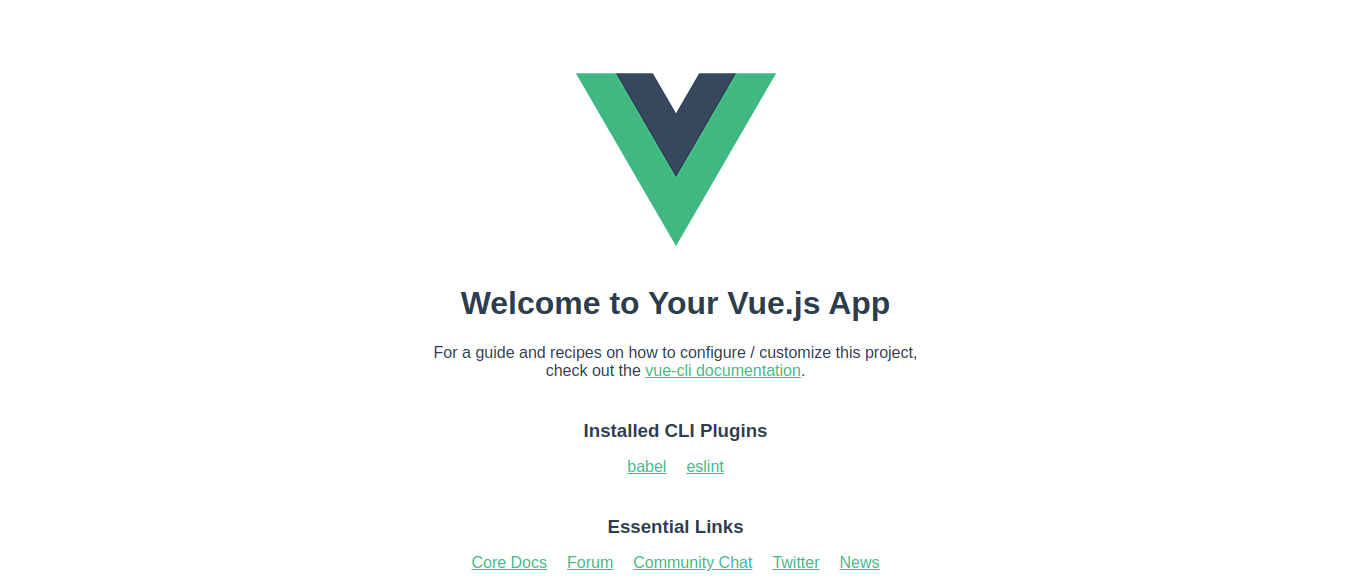 Welcome to Your Vue.js App
For a guide and recipes on how to configure / customize this project,
check out the vue-cli documentation.
Installed CLI Plugins
babel eslint
Essential Links
Core Docs Forum Community Chat Twitter News